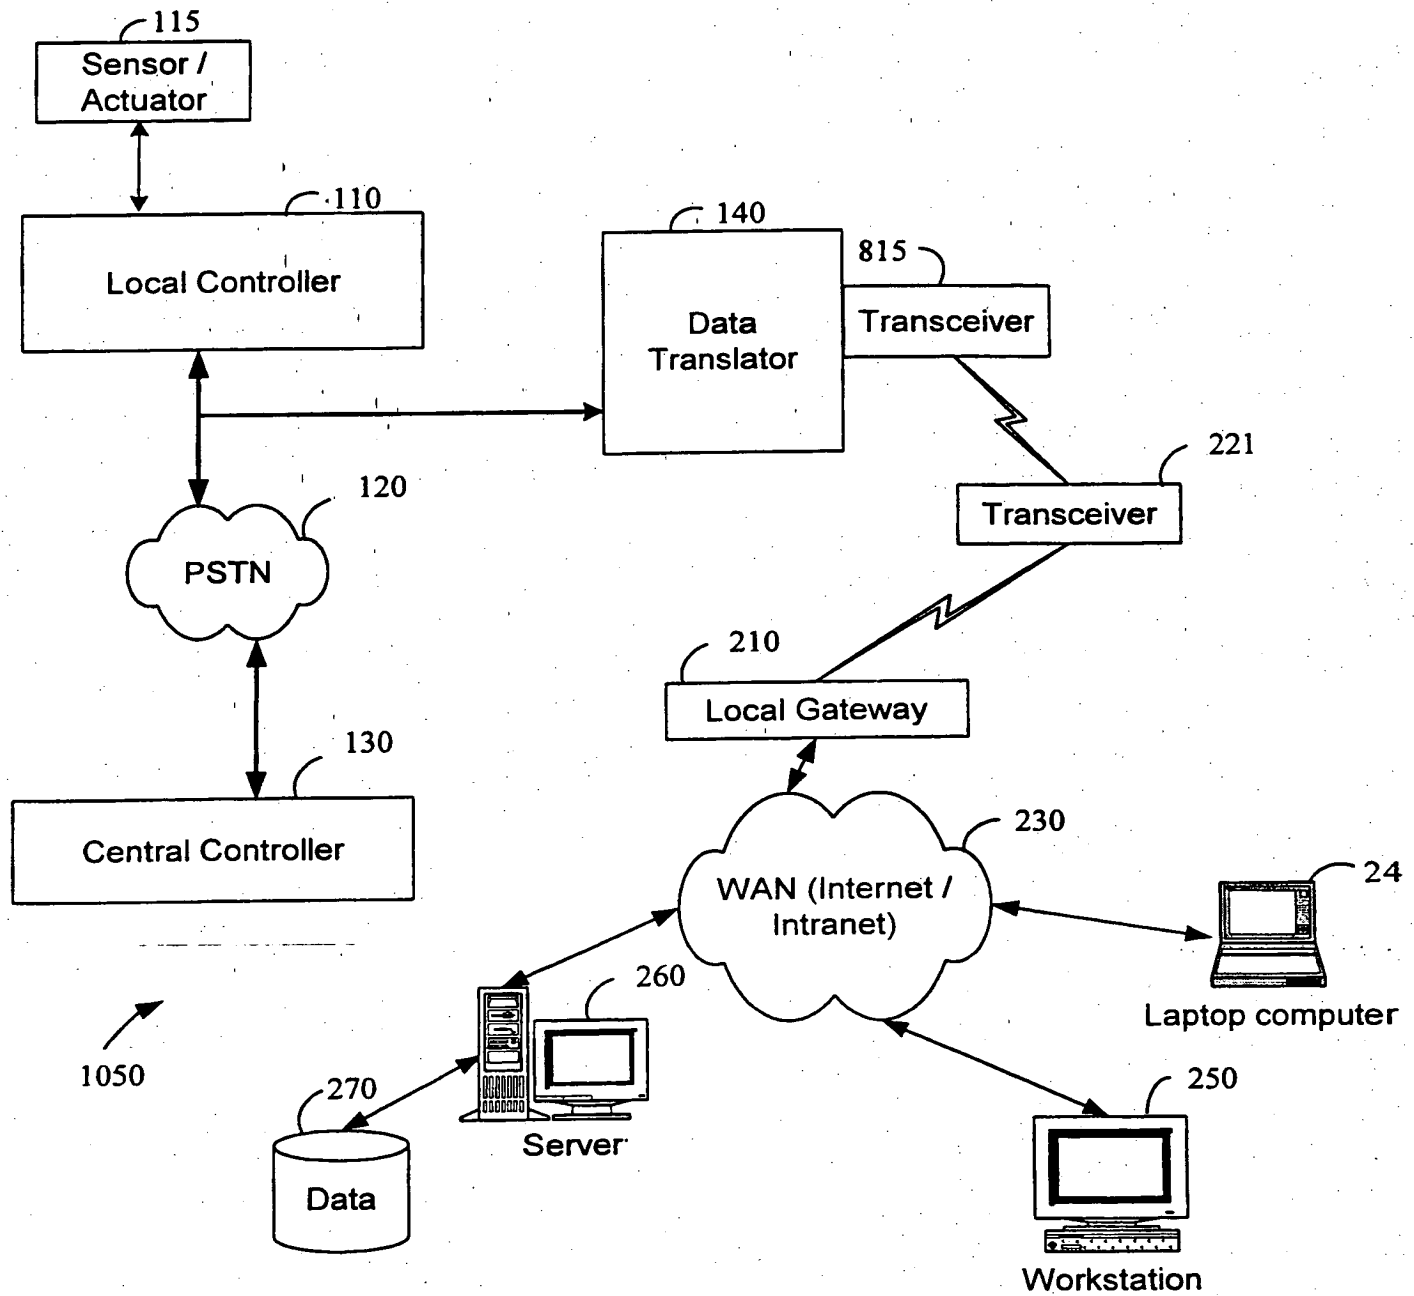 115
Sensor /
Actuator
110
Local Controller
140
Data
Translator
815
Transceiver
221
Transceiver
120
PSTN
210
Local Gateway
130
Central Controller
230
WAN (Internet /
Intranet)
24
Laptop computer
260
Server
1050
270
Data
250
Workstation